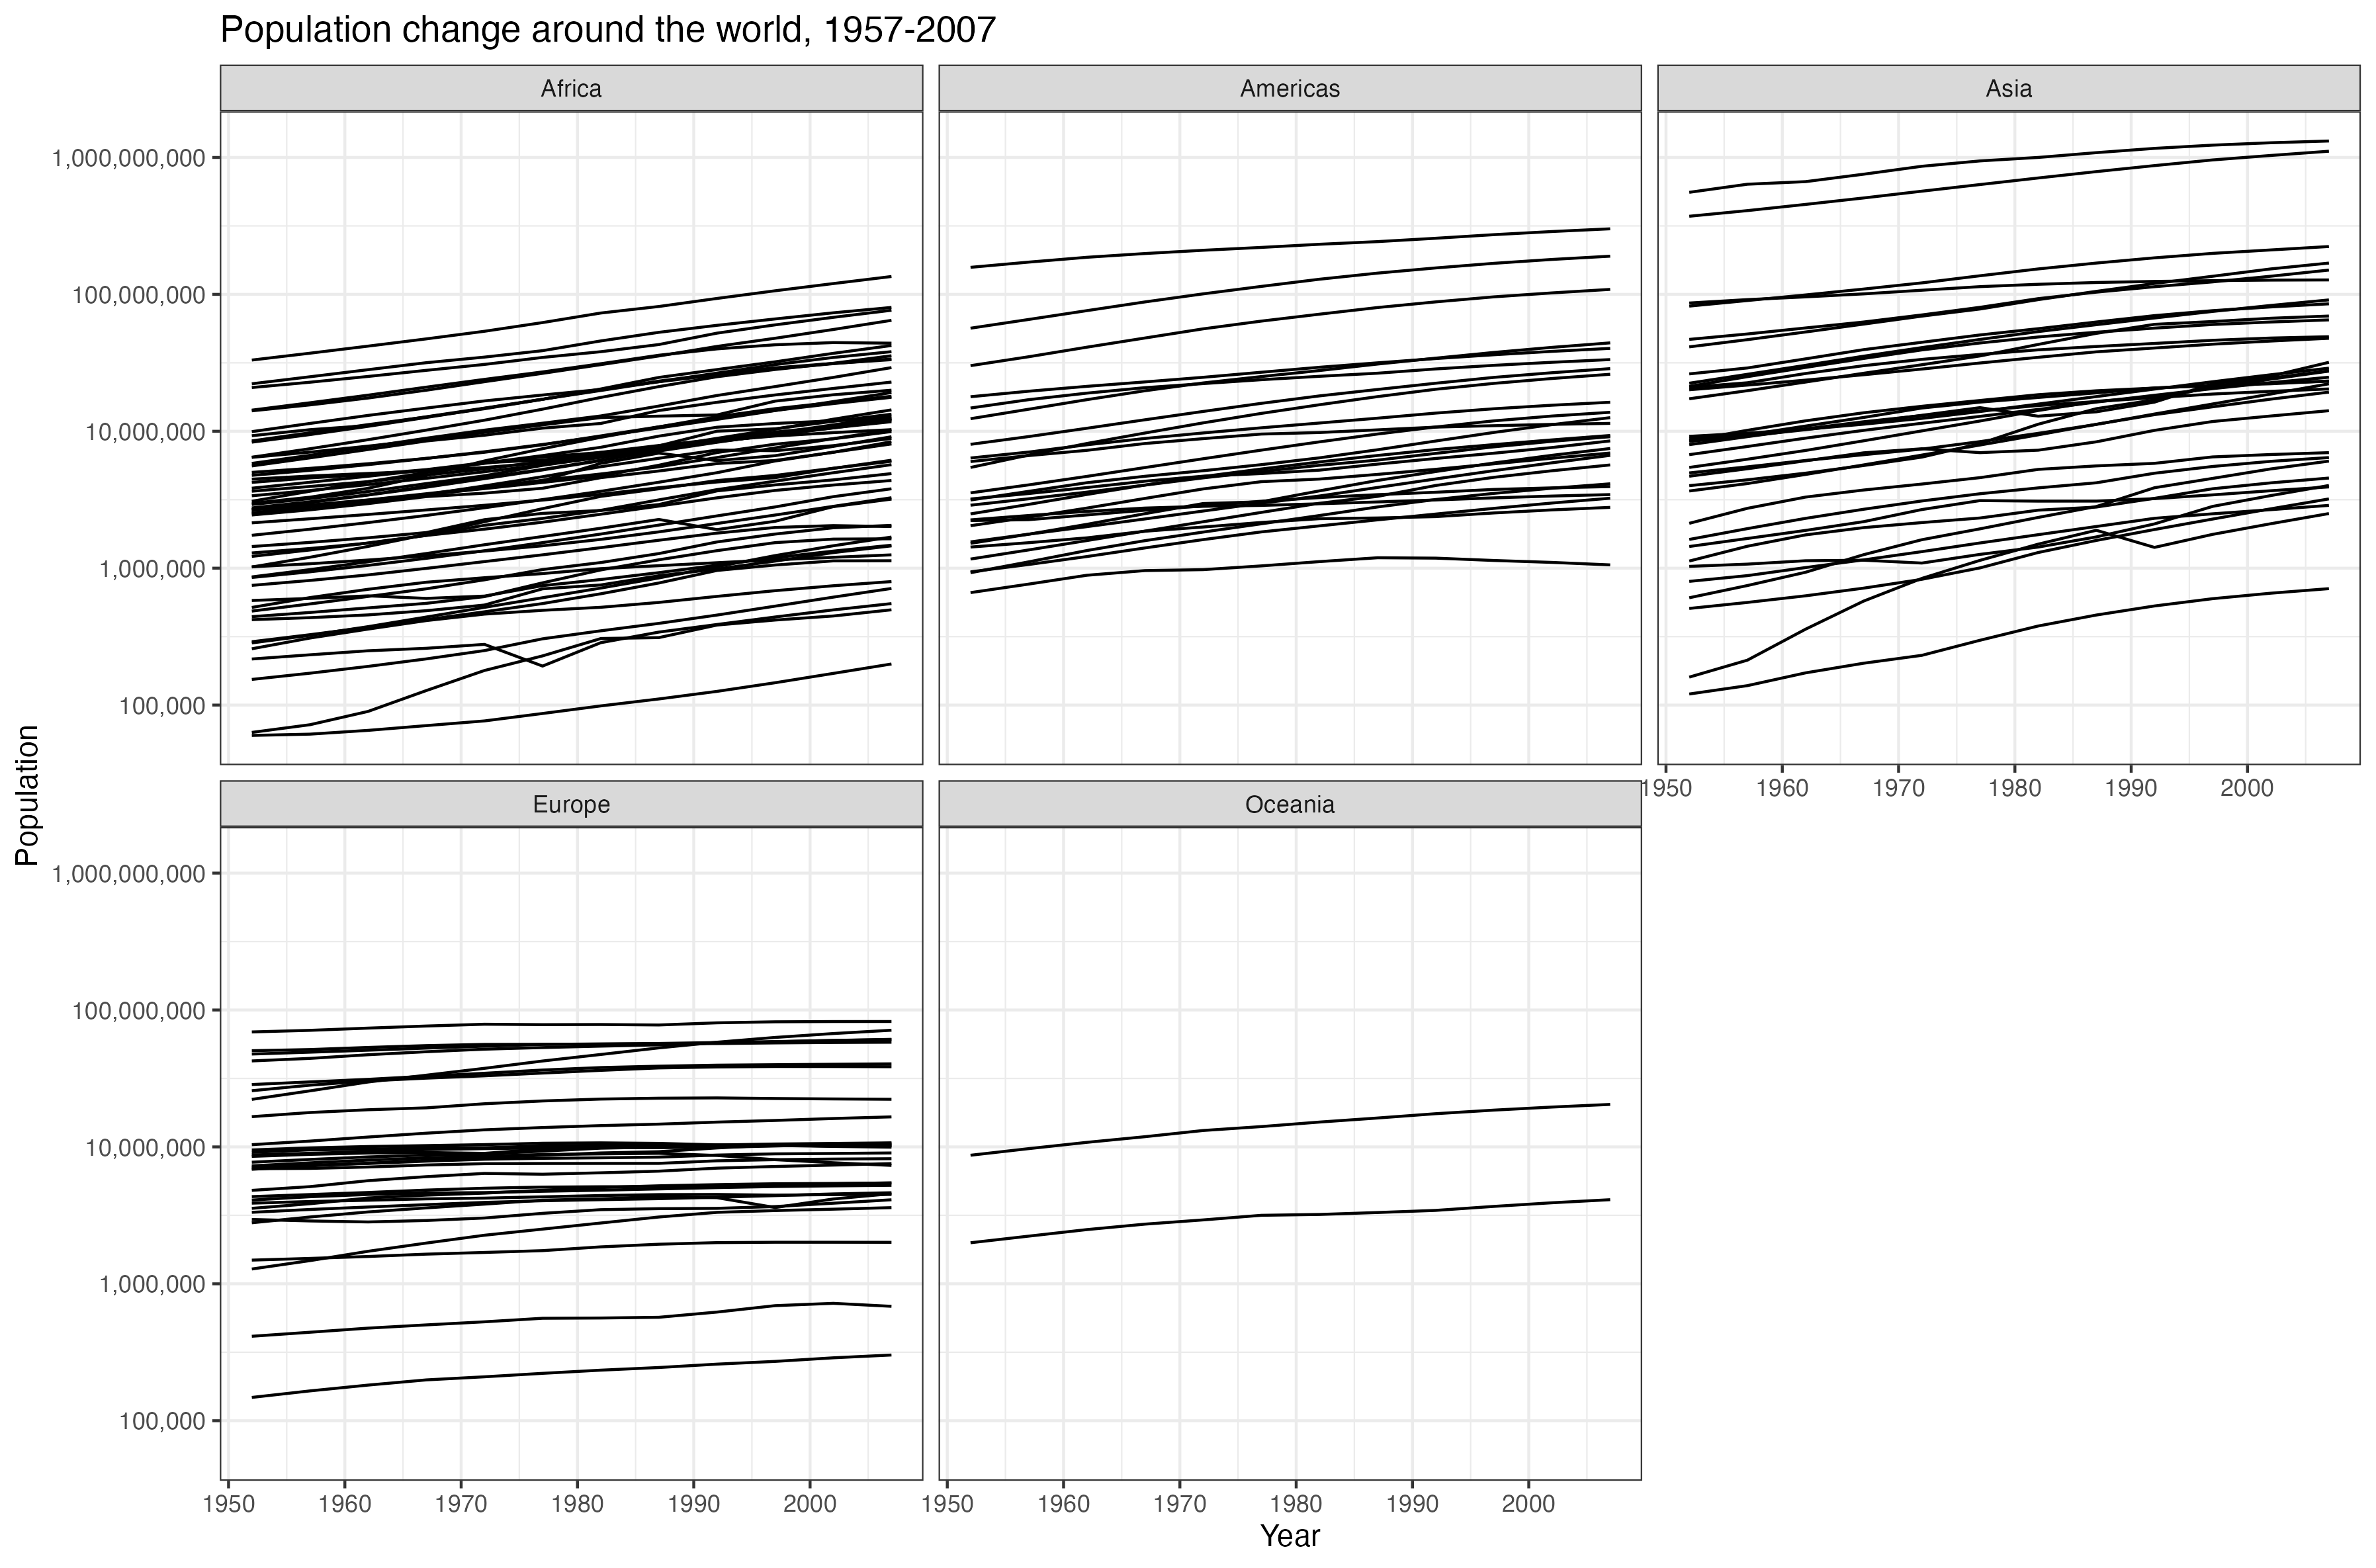 Population change around the world, 1957-2007
Africa
Americas
Asia
1,000,000,000
100,000,000
10,000,000
1,000,000
100,000
1950 1960 1970 1980 1990 2000
Europe
Oceania
Population
1,000,000,000
100,000,000
10,000,000
1,000,000
100,000
1950 1960 1970 1980 1990 2000
1950 1960 1970 1980 1990 2000
Year